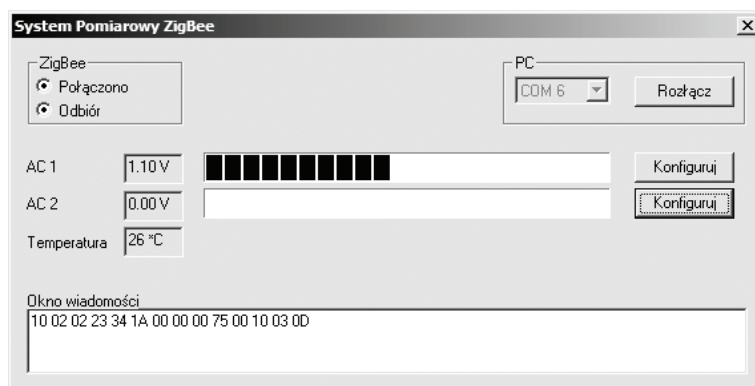 System Pomiarowy ZigBee
ZigBee
Połączono
Odbiór
PC
COM 6
Rozłącz
AC 1
1.10 V
Konfiguruj
AC 2
0.00 V
Konfiguruj
Temperatura
26 °C
Okno wiadomości
10 02 02 23 34 1A 00 00 00 75 00 10 03 0D